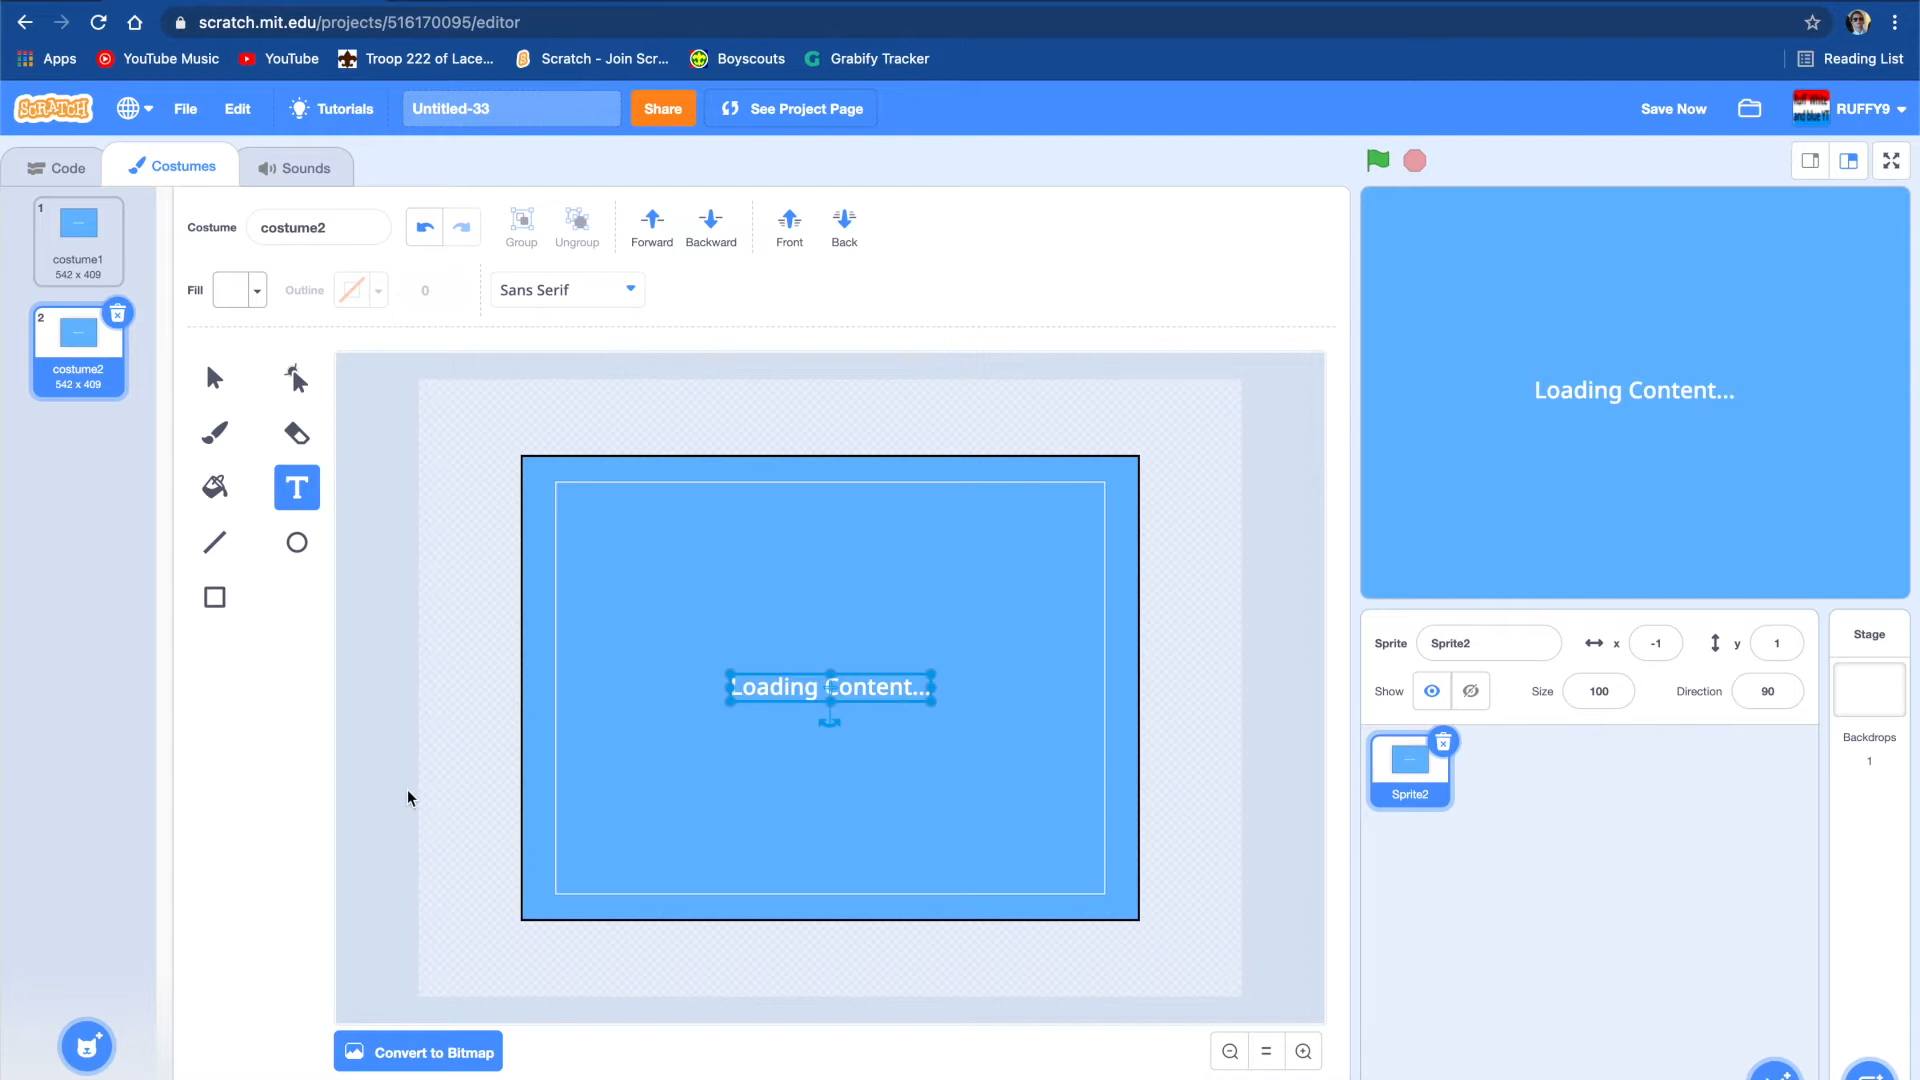 scratch.mit.edu/projects/516170095/editor
Apps YouTube Music YouTube Troop 222 of Lace... Scratch - Join Scr... Boyscouts Grabify Tracker Reading List
SCRATCH File Edit Tutorials Untitled-33 Share See Project Page Save Now RUFFY9
Code Costumes Sounds
1
costume1
542 x 409
2
costume2
542 x 409
Costume costume2 Group Ungroup Forward Backward Front Back
Fill Outline 0 Sans Serif
T
Loading Content...
Convert to Bitmap
Loading Content...
Sprite Sprite2 x -1 y 1
Show Size 100 Direction 90
Sprite2
Stage
Backdrops
1